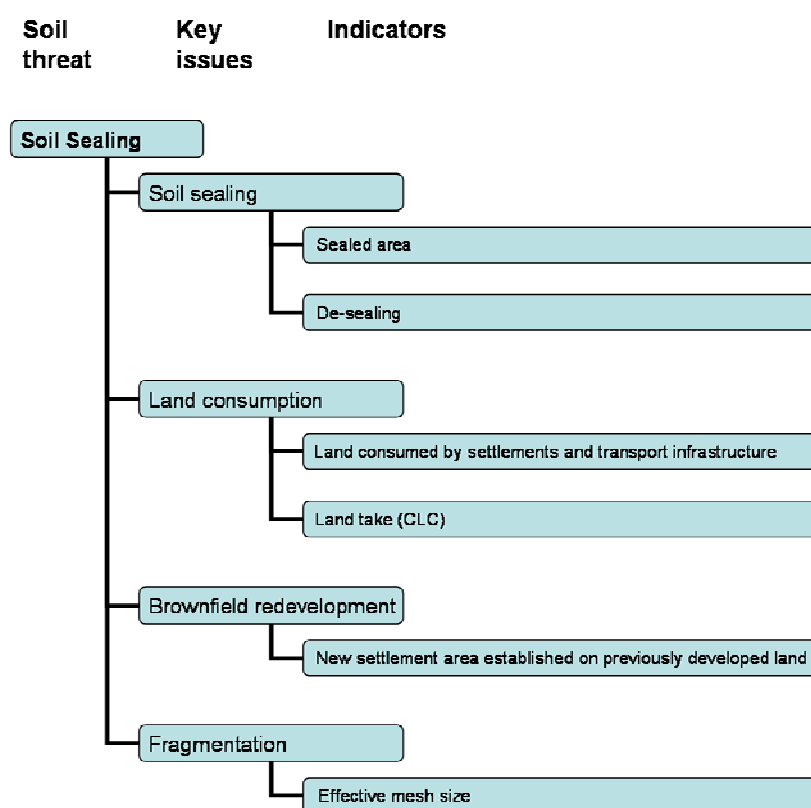 Soil Key Indicators
threat issues
Soil Sealing
Soil sealing
Sealed area
De-sealing
Land consumption
Land consumed by settlements and transport infrastructure
Land take (CLC)
Brownfield redevelopment
New settlement area established on previously developed land
Fragmentation
Effective mesh size